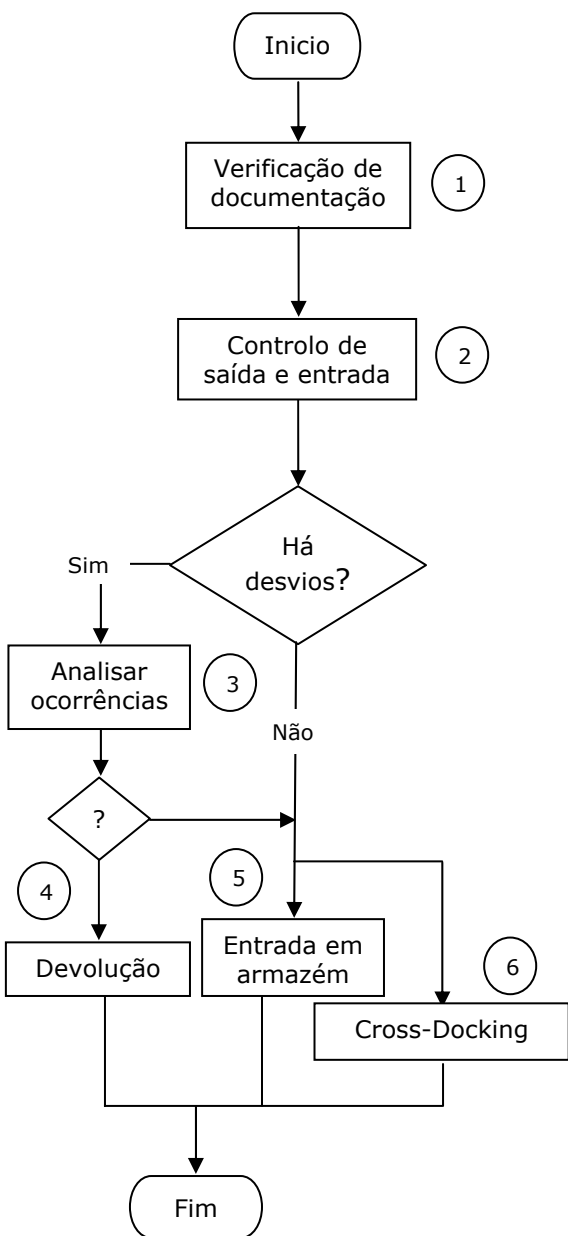 Inicio
Verificação de
documentação
1
Controlo de
saída e entrada
2
Há
desvios?
Sim
Analisar
ocorrências
3
Não
?
4
5
Devolução
Entrada em
armazém
6
Cross-Docking
Fim